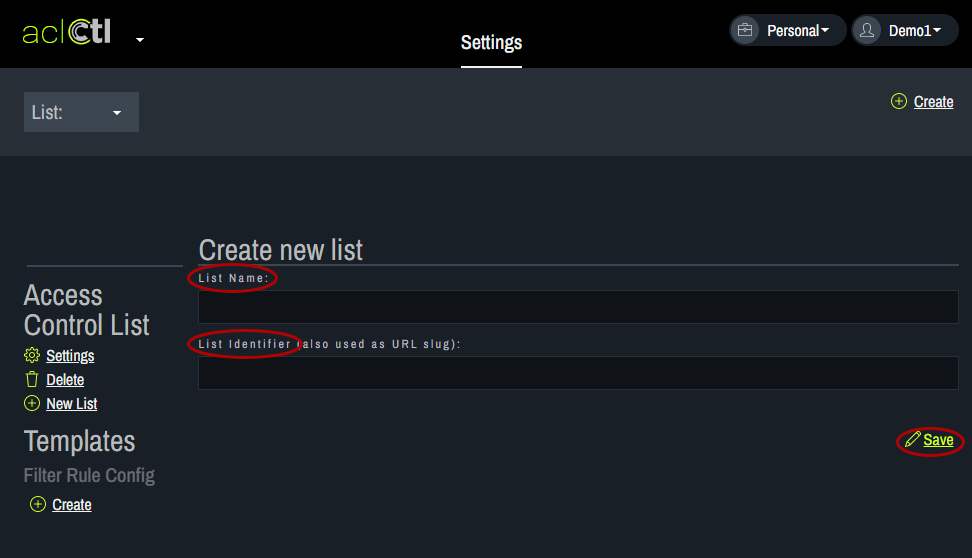 aclctl
Settings
Personal
Demo1
List:
Create
Create new list
List Name:
List Identifier (also used as URL slug):
Save
Access
Control List
Settings
Delete
New List
Templates
Filter Rule Config
Create